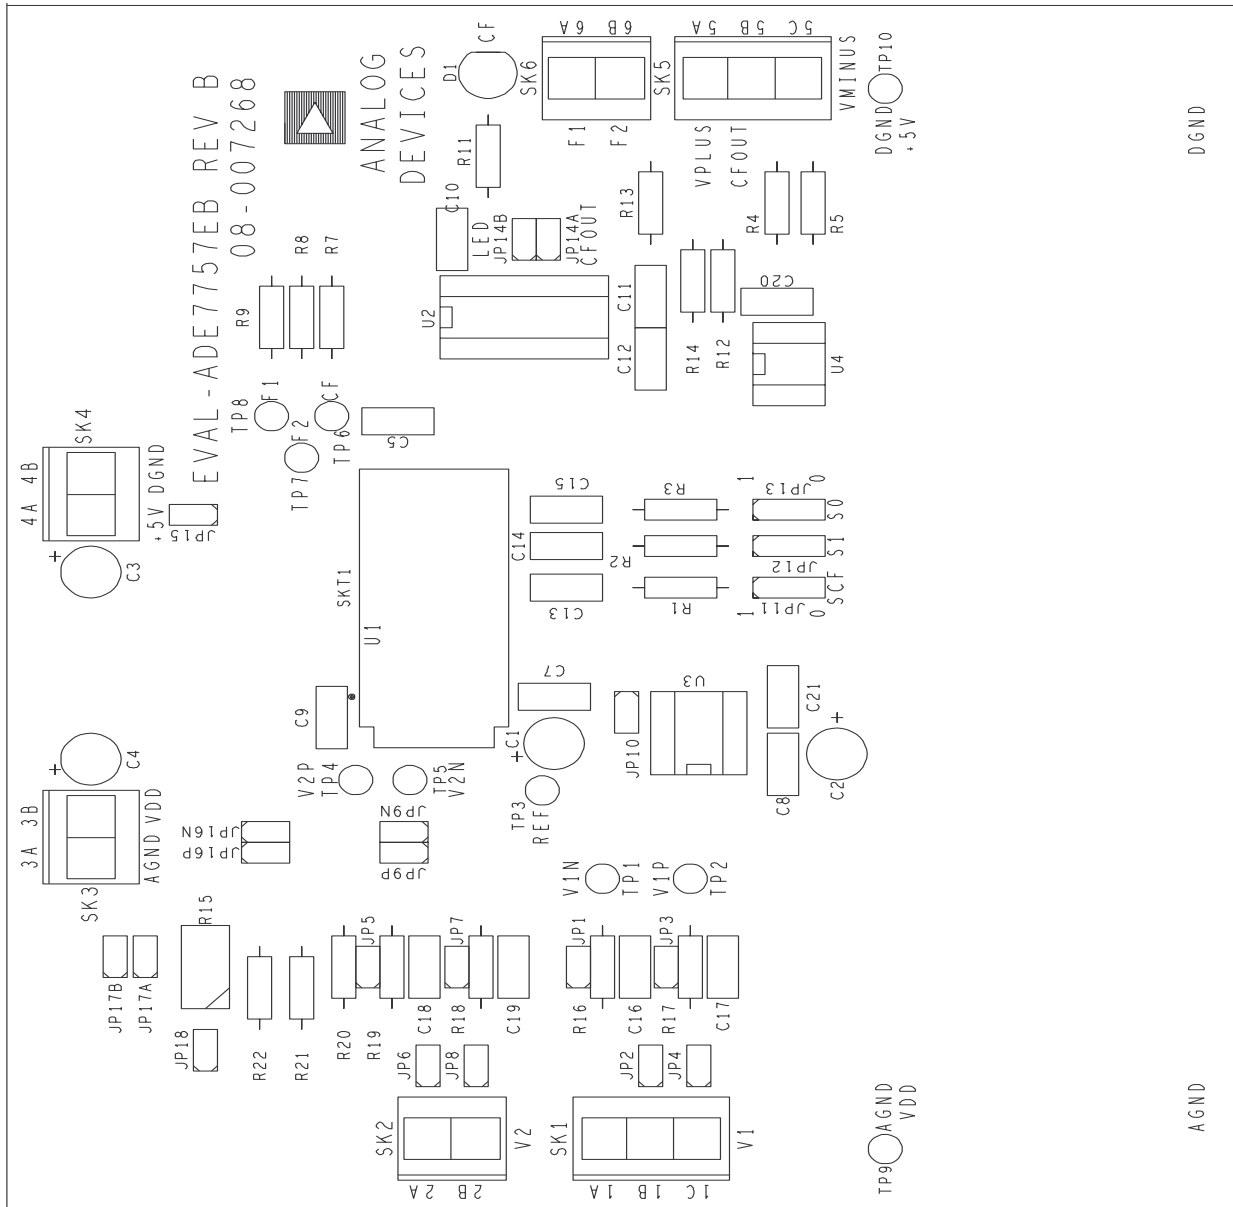 EVAL-ADE7757EB REV B
08-007268
ANALOG
DEVICES
D1
CF
6A
6B
SK6
F1
F2
5A
5B
5C
SK5
VMINUS
VPLUS
CFOUT
TP10
DGND
+5V
DGND
R11
C10
LED
JP14B
JP14A
CFOUT
R13
R4
R5
R9
R8
R7
U2
C11
C12
R14
R12
C20
U4
SK4
4A 4B
+5V DGND
JP15
C3
TP8
F1
TP7
F2
TP6
CF
C5
SKT1
U1
C15
C14
C13
R3
R2
R1
1
JP13
0
S0
S1
JP12
SCF
JP11
1
0
C9
C7
C1
C4
3A 3B
AGND VDD
SK3
JP16N
JP16P
V2P
TP4
TP5
V2N
JP9N
JP9P
TP3
REF
JP10
U3
C21
C8
C2
V1N
TP1
V1P
TP2
R15
JP17B
JP17A
JP18
R22
R21
R20
JP5
R19
C18
JP7
R18
C19
JP1
R16
C16
JP3
R17
C17
JP6
JP8
JP2
JP4
SK2
V2
2A
2B
SK1
V1
1A
1B
1C
TP9
AGND
VDD
AGND